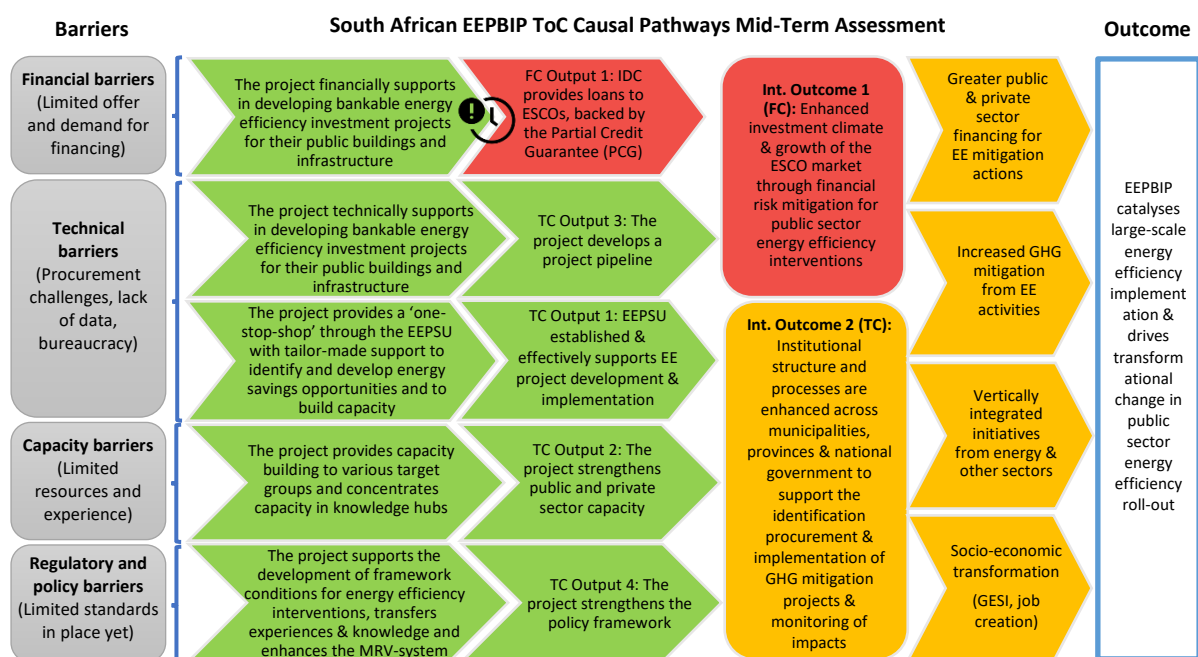 South African EEPBIP ToC Causal Pathways Mid-Term Assessment
Barriers
Outcome
Financial barriers
(Limited offer
and demand for
financing)
The project financially supports
in developing bankable energy
efficiency investment projects
for their public buildings and
infrastructure
FC Output 1: IDC
provides loans to
ESCOs, backed by
the Partial Credit
Guarantee (PCG)
Technical
barriers
(Procurement
challenges, lack
of data,
bureaucracy)
The project technically supports
in developing bankable energy
efficiency investment projects
for their public buildings and
infrastructure
TC Output 3: The
project develops a
project pipeline
The project provides a ‘one-
stop-shop’ through the EEPSU
with tailor-made support to
identify and develop energy
savings opportunities and to
build capacity
TC Output 1: EEPSU
established &
effectively supports EE
project development &
implementation
Capacity barriers
(Limited
resources and
experience)
The project provides capacity
building to various target
groups and concentrates
capacity in knowledge hubs
TC Output 2: The
project strengthens
public and private
sector capacity
Regulatory and
policy barriers
(Limited standards
in place yet)
The project supports the
development of framework
conditions for energy efficiency
interventions, transfers
experiences & knowledge and
enhances the MRV-system
TC Output 4: The
project strengthens the
policy framework
Int. Outcome 1
(FC): Enhanced
investment climate
& growth of the
ESCO market
through financial
risk mitigation for
public sector
energy efficiency
interventions
Int. Outcome 2 (TC):
Institutional
structure and
processes are
enhanced across
municipalities,
provinces & national
government to
support the
identification
procurement &
implementation of
GHG mitigation
projects &
monitoring of
impacts
Greater public
& private
sector
financing for
EE mitigation
actions
Increased GHG
mitigation
from EE
activities
Vertically
integrated
initiatives
from energy &
other sectors
Socio-economic
transformation
(GESI, job
creation)
EEPBIP
catalyses
large-scale
energy
efficiency
implement
ation &
drives
transform
ational
change in
public
sector
energy
efficiency
roll-out